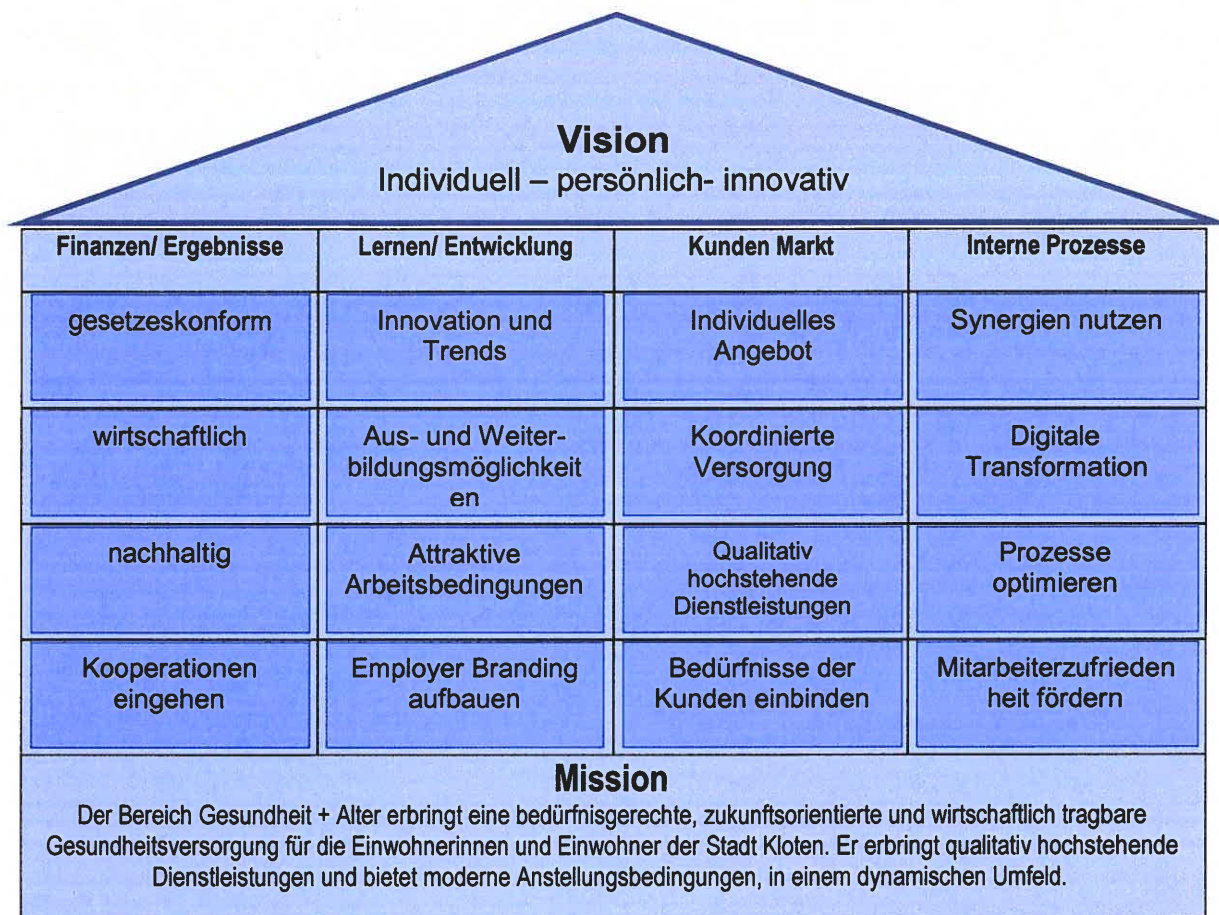 Vision
Individuell – persönlich- innovativ
Finanzen/ Ergebnisse
Lernen/ Entwicklung
Kunden Markt
Interne Prozesse
gesetzeskonform
Innovation und
Trends
Individuelles
Angebot
Synergien nutzen
wirtschaftlich
Aus- und Weiter-
bildungsmöglichkeit
en
Koordinierte
Versorgung
Digitale
Transformation
nachhaltig
Attraktive
Arbeitsbedingungen
Qualitativ
hochstehende
Dienstleistungen
Prozesse
optimieren
Kooperationen
eingehen
Employer Branding
aufbauen
Bedürfnisse der
Kunden einbinden
Mitarbeiterzufrieden
heit fördern
Mission
Der Bereich Gesundheit + Alter erbringt eine bedürfnisgerechte, zukunftsorientierte und wirtschaftlich tragbare
Gesundheitsversorgung für die Einwohnerinnen und Einwohner der Stadt Kloten. Er erbringt qualitativ hochstehende
Dienstleistungen und bietet moderne Anstellungsbedingungen, in einem dynamischen Umfeld.